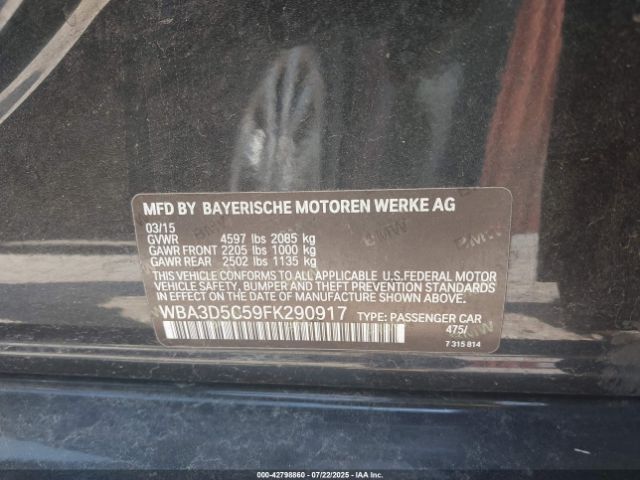 MFD BY BAYERISCHE MOTOREN WERKE AG
03/15
GVWR 4597 lbs 2085 kg
GAWR FRONT 2205 lbs 1000 kg
GAWR REAR 2502 lbs 1135 kg
THIS VEHICLE CONFORMS TO ALL APPLICABLE U.S.FEDERAL MOTOR
VEHICLE SAFETY, BUMPER AND THEFT PREVENTION STANDARDS
IN EFFECT ON THE DATE OF MANUFACTURE SHOWN ABOVE.
WBA3D5C59FK290917 TYPE: PASSENGER CAR
475/
7 315 814
000-42798860 - 07/22/2025 - IAAI - COPART